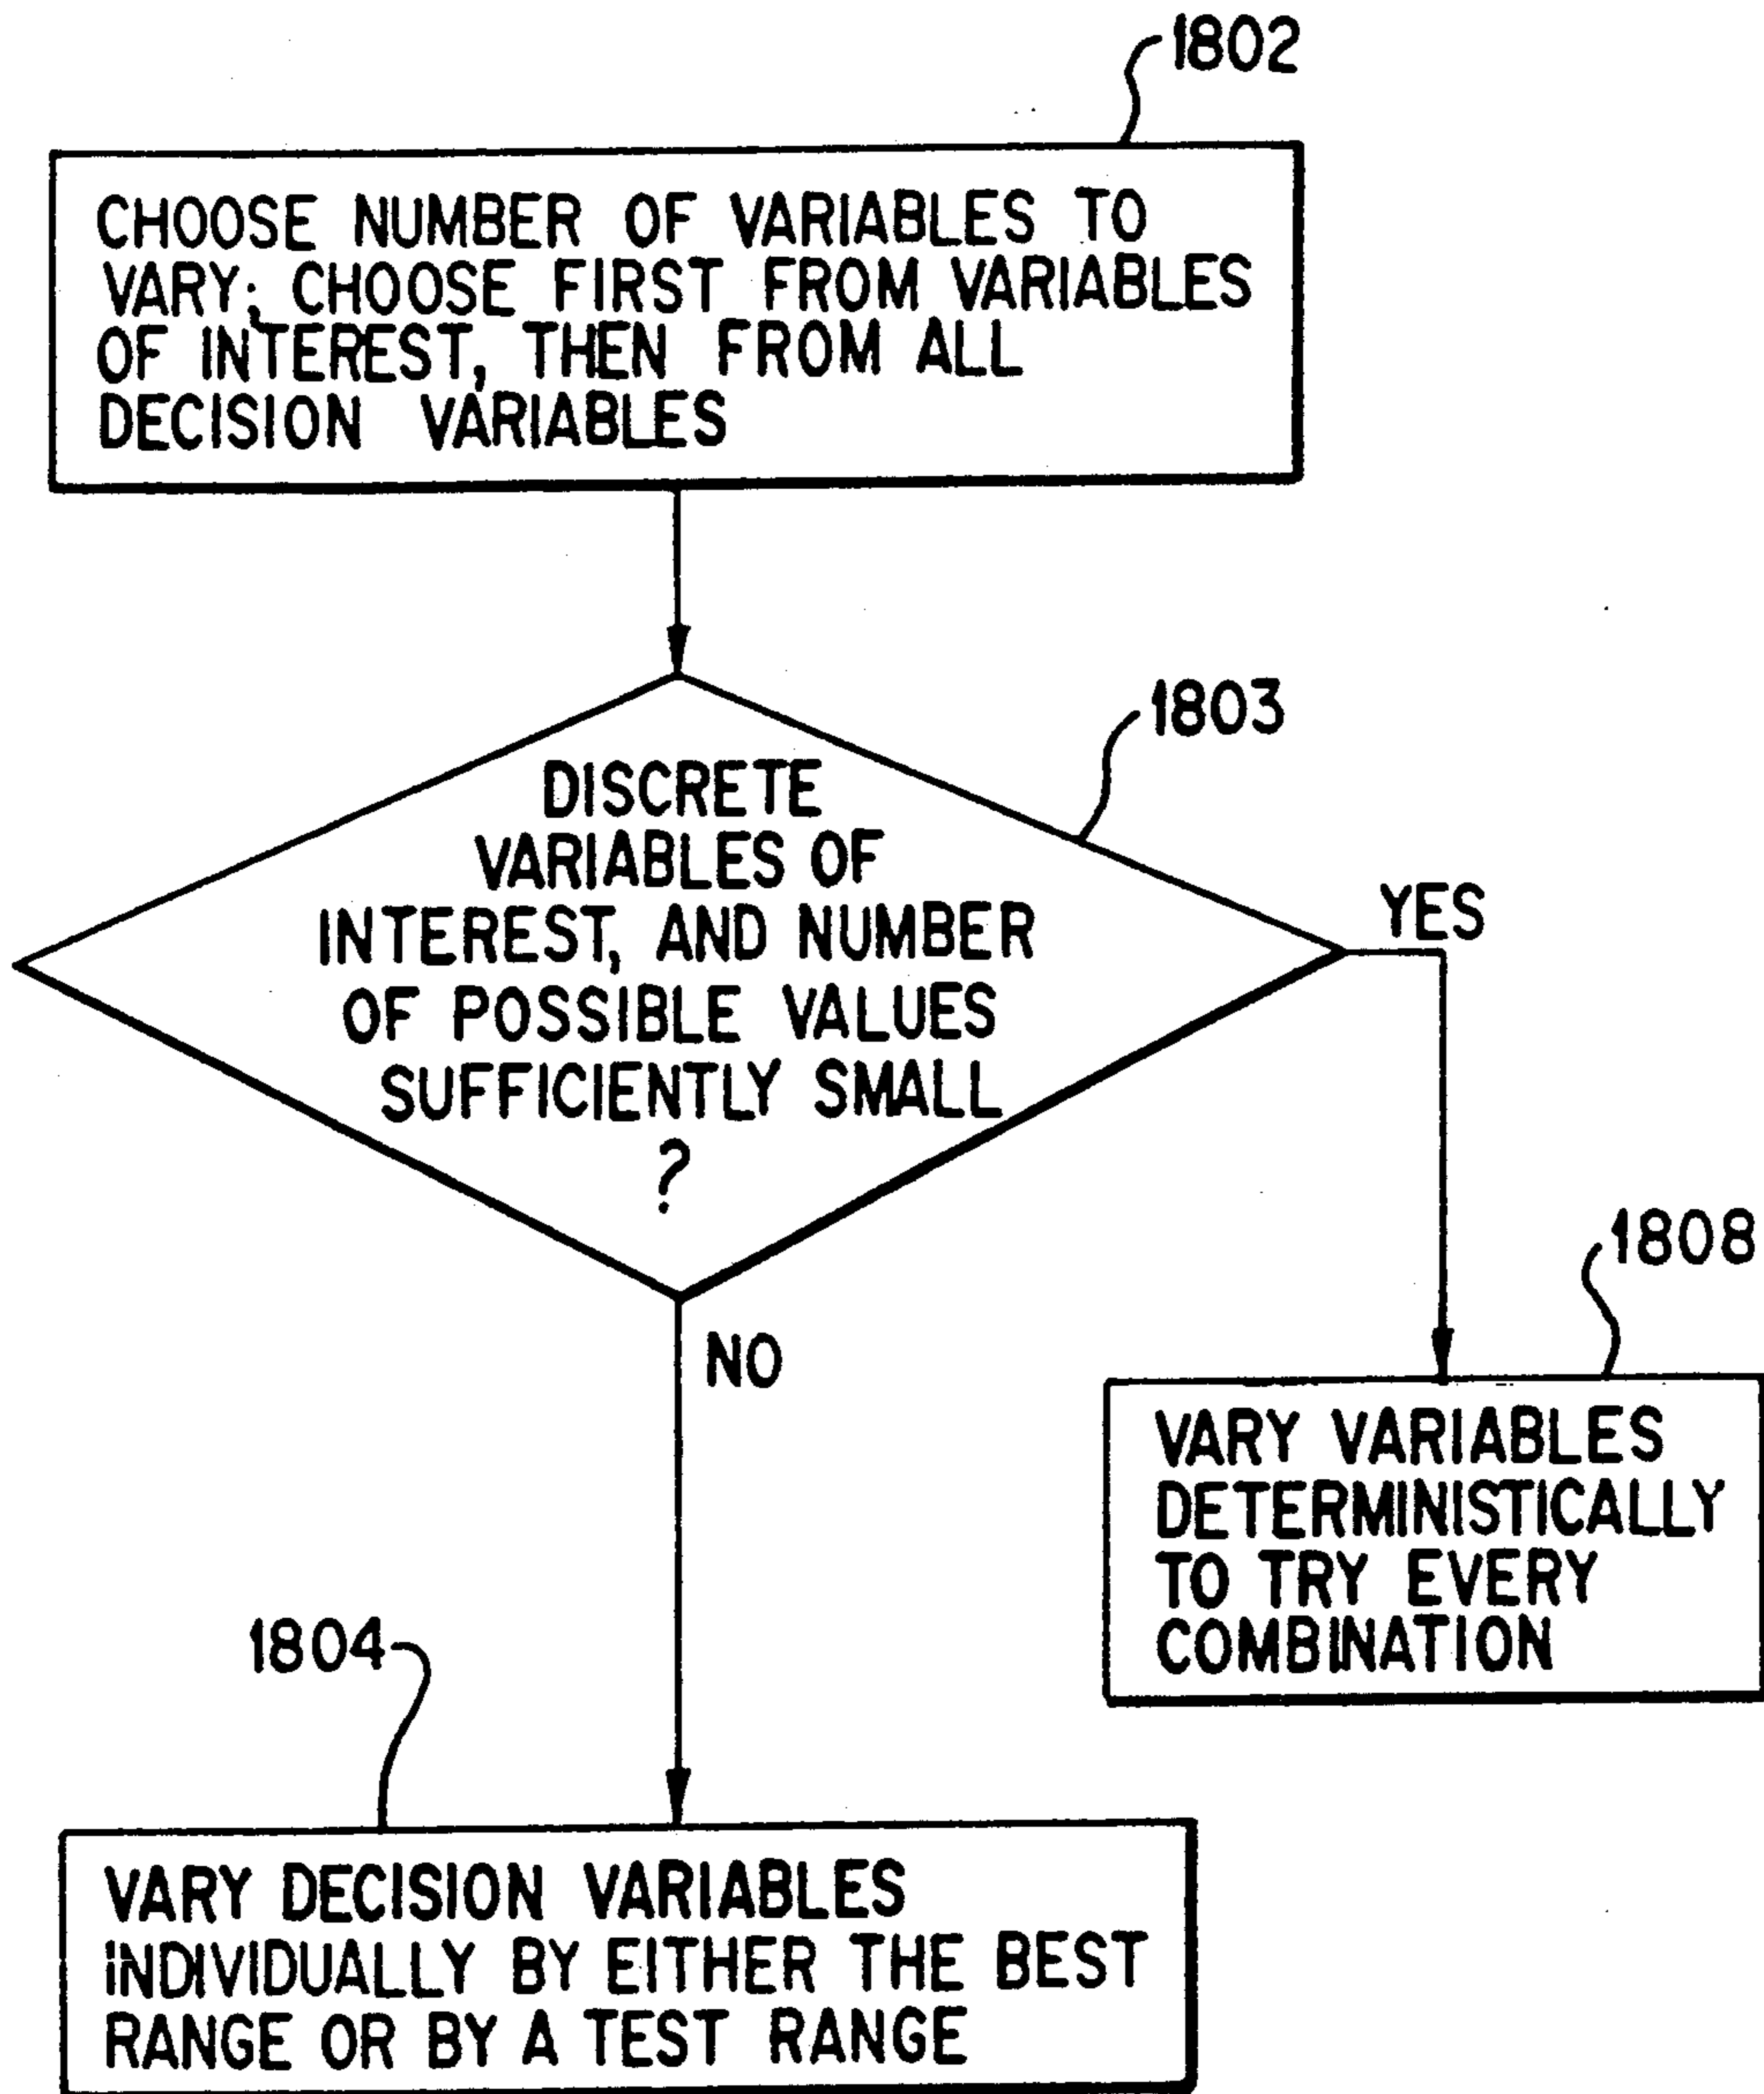 1802
CHOOSE NUMBER OF VARIABLES TO
VARY; CHOOSE FIRST FROM VARIABLES
OF INTEREST, THEN FROM ALL
DECISION VARIABLES
1803
DISCRETE
VARIABLES OF
INTEREST, AND NUMBER
OF POSSIBLE VALUES
SUFFICIENTLY SMALL
?
YES
NO
1808
VARY VARIABLES
DETERMINISTICALLY
TO TRY EVERY
COMBINATION
1804
VARY DECISION VARIABLES
INDIVIDUALLY BY EITHER THE BEST
RANGE OR BY A TEST RANGE